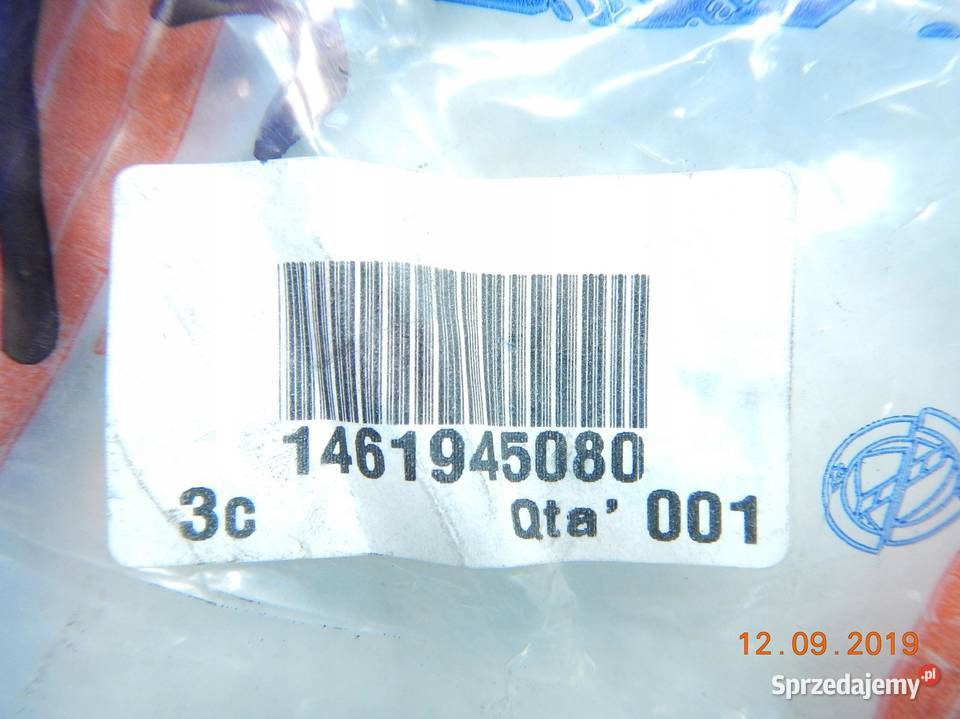 1461945080
3c Qta' 001
12.09.2019
Sprzedajemy.pl